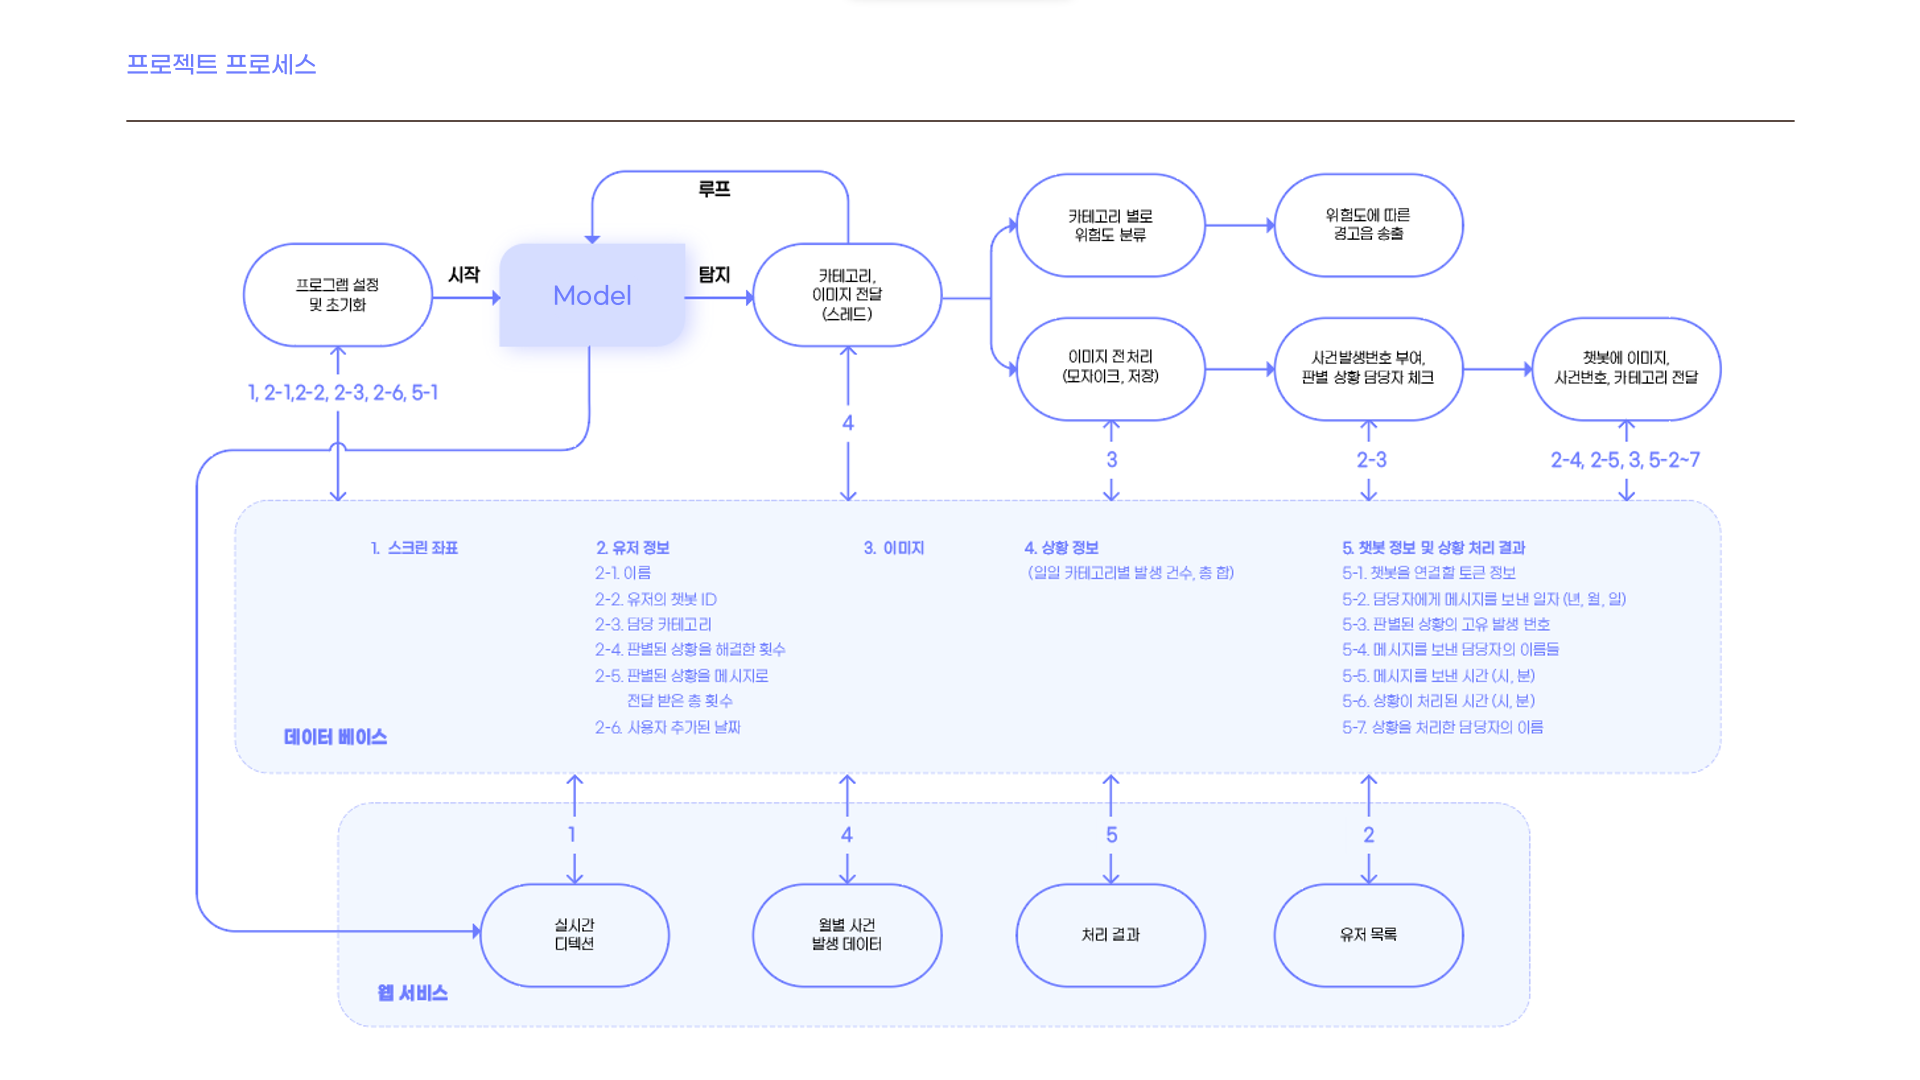 프로젝트 프로세스
루프
시작
탐지
프로그램 설정
및 초기화
Model
카테고리,
이미지 전달
(스레드)
카테고리 별로
위험도 분류
위험도에 따른
경고음 송출
이미지 전처리
(모자이크, 저장)
사건발생번호 부여,
판별 상황 담당자 체크
챗봇에 이미지,
사건번호, 카테고리 전달
1, 2-1,2-2, 2-3, 2-6, 5-1
4
3
2-3
2-4, 2-5, 3, 5-2~7
1. 스크린 좌표
2. 유저 정보
2-1. 이름
2-2. 유저의 챗봇 ID
2-3. 담당 카테고리
2-4. 판별된 상황을 해결한 횟수
2-5. 판별된 상황을 메시지로
전달 받은 총 횟수
2-6. 사용자 추가된 날짜
3. 이미지
4. 상황 정보
(일일 카테고리별 발생 건수, 총 합)
5. 챗봇 정보 및 상황 처리 결과
5-1. 챗봇을 연결할 토큰 정보
5-2. 담당자에게 메시지를 보낸 일자 (년, 월, 일)
5-3. 판별된 상황의 고유 발생 번호
5-4. 메시지를 보낸 담당자의 이름들
5-5. 메시지를 보낸 시간 (시, 분)
5-6. 상황이 처리된 시간 (시, 분)
5-7. 상황을 처리한 담당자의 이름
데이터 베이스
1
4
5
2
실시간
디텍션
월별 사건
발생 데이터
처리 결과
유저 목록
웹 서비스